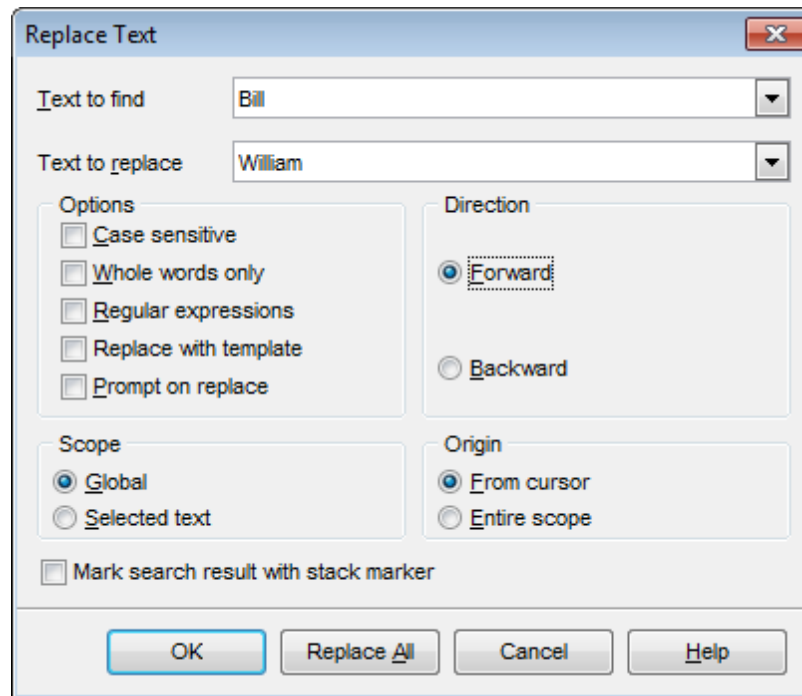 Replace Text
Text to find Bill
Text to replace William
Options
Case sensitive
Whole words only
Regular expressions
Replace with template
Prompt on replace
Direction
Forward
Backward
Scope
Global
Selected text
Origin
From cursor
Entire scope
Mark search result with stack marker
OK Replace All Cancel Help